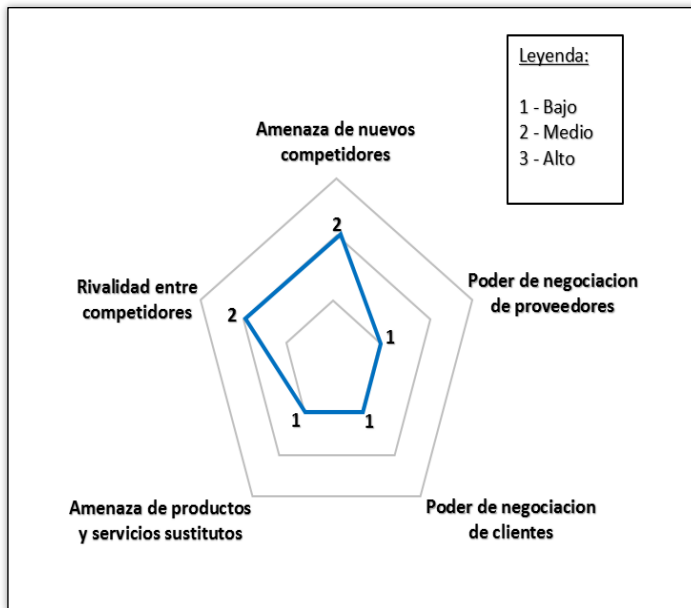 Leyenda:
1 - Bajo
2 - Medio
3 - Alto
Amenaza de nuevos
competidores
2
Poder de negociacion
de proveedores
Rivalidad entre
competidores
2
1
1
1
Amenaza de productos
y servicios sustitutos
Poder de negociacion
de clientes